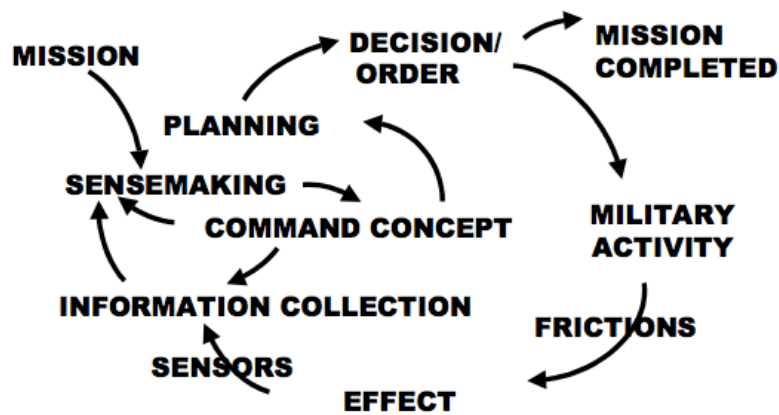 MISSION
DECISION/
ORDER
MISSION
COMPLETED
PLANNING
SENSEMAKING
COMMAND CONCEPT
MILITARY
ACTIVITY
INFORMATION COLLECTION
FRICTIONS
SENSORS
EFFECT